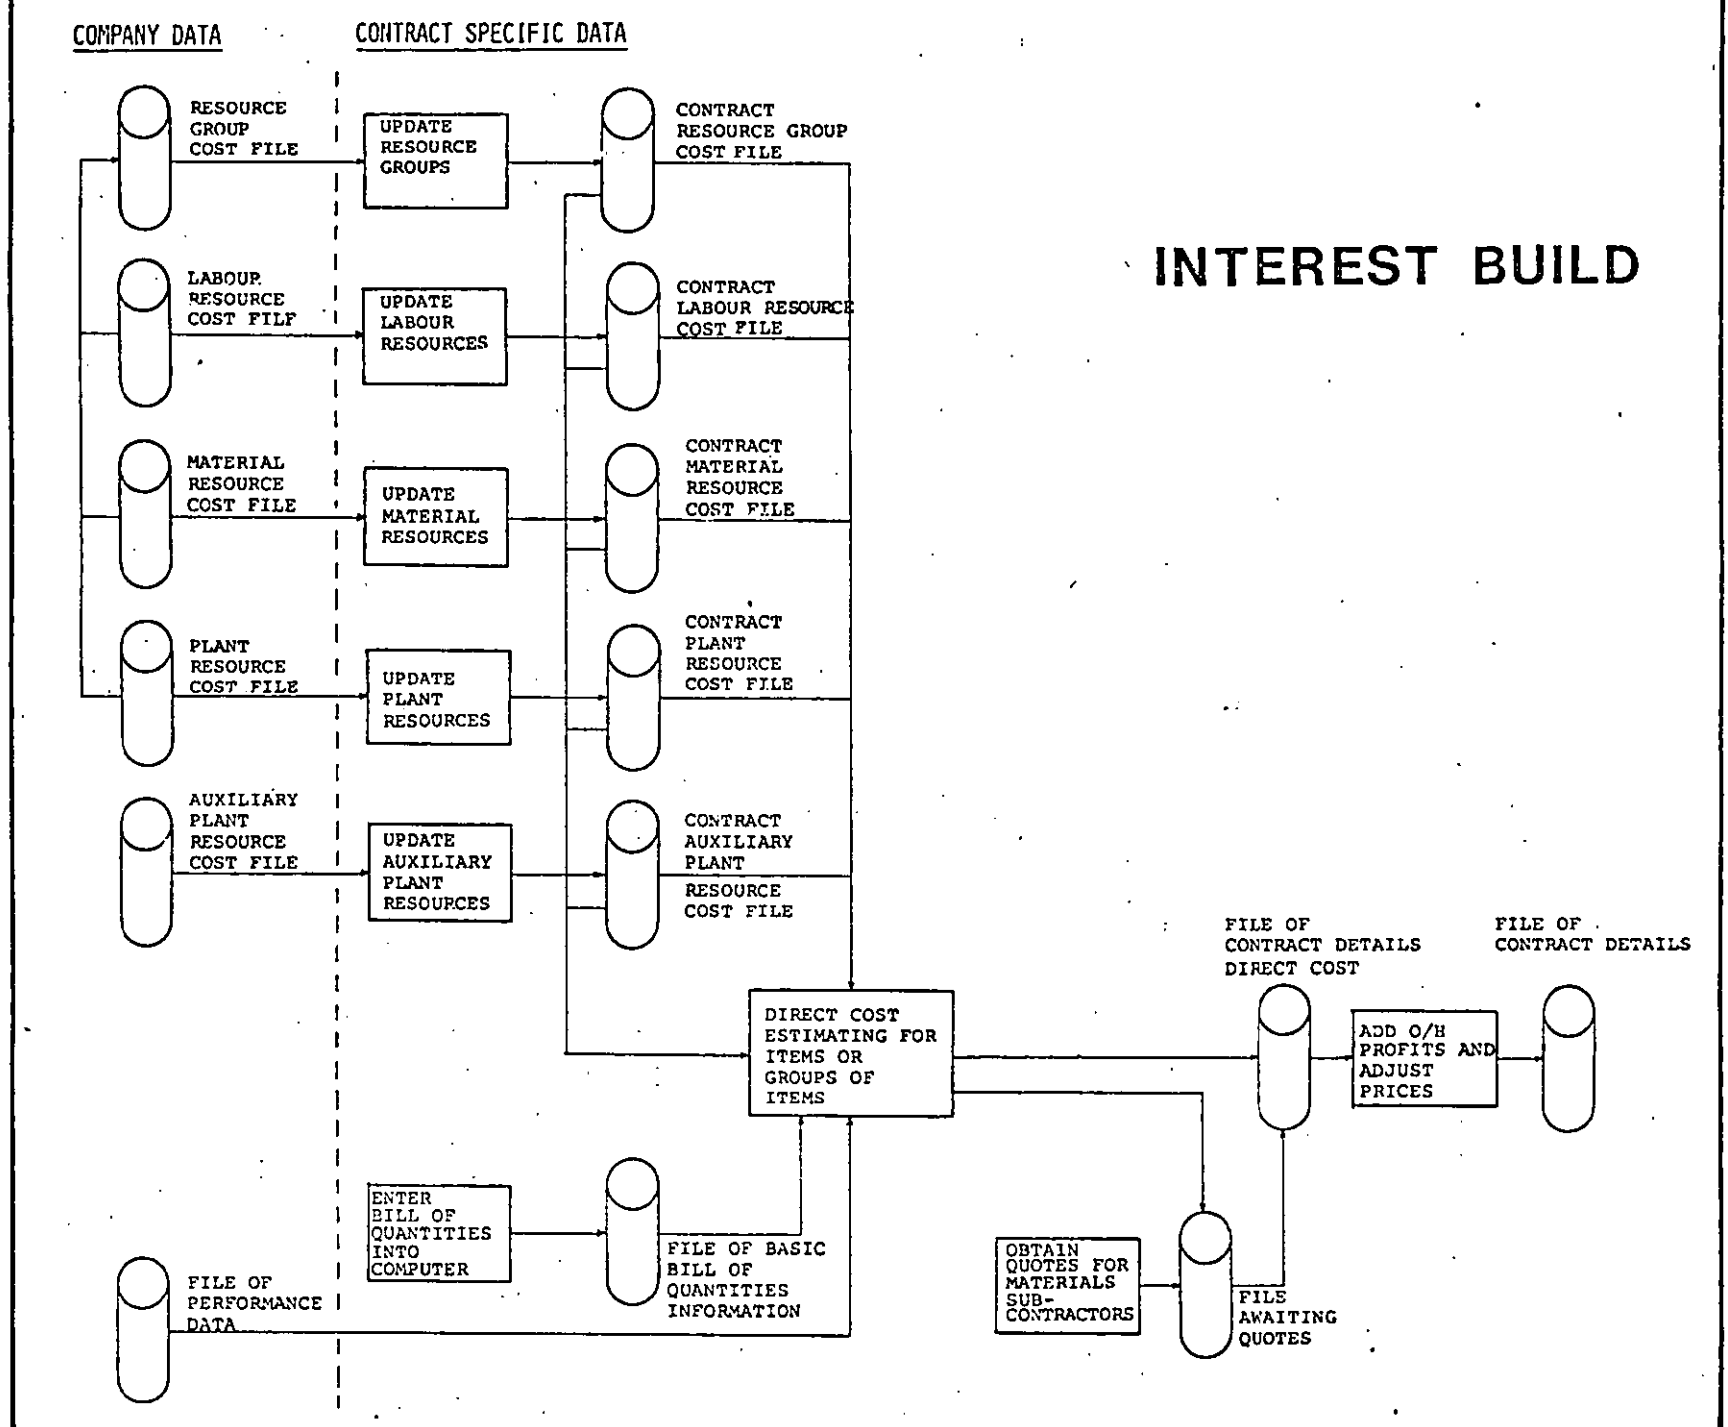 COMPANY DATA
CONTRACT SPECIFIC DATA
RESOURCE
GROUP
COST FILE
UPDATE
RESOURCE
GROUPS
CONTRACT
RESOURCE GROUP
COST FILE
INTEREST BUILD
LABOUR
RESOURCE
COST FILE
UPDATE
LABOUR
RESOURCES
CONTRACT
LABOUR RESOURCE
COST FILE
MATERIAL
RESOURCE
COST FILE
UPDATE
MATERIAL
RESOURCES
CONTRACT
MATERIAL
RESOURCE
COST FILE
PLANT
RESOURCE
COST FILE
UPDATE
PLANT
RESOURCES
CONTRACT
PLANT
RESOURCE
COST FILE
AUXILIARY
PLANT
RESOURCE
COST FILE
UPDATE
AUXILIARY
PLANT
RESOURCES
CONTRACT
AUXILIARY
PLANT
RESOURCE
COST FILE
DIRECT COST
ESTIMATING FOR
ITEMS OR
GROUPS OF
ITEMS
FILE OF
CONTRACT DETAILS
DIRECT COST
ADD O/H
PROFITS AND
ADJUST
PRICES
FILE OF
CONTRACT DETAILS
ENTER
BILL OF
QUANTITIES
INTO
COMPUTER
FILE OF BASIC
BILL OF
QUANTITIES
INFORMATION
FILE OF
PERFORMANCE
DATA
OBTAIN
QUOTES FOR
MATERIALS
SUB-
CONTRACTORS
FILE
AWAITING
QUOTES